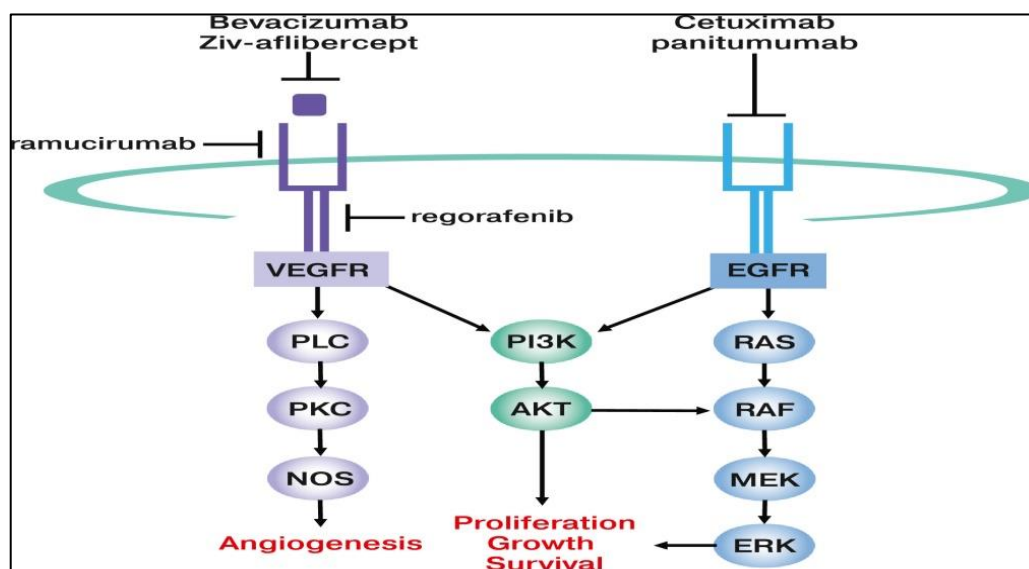 Bevacizumab
Ziv-aflibercept
Cetuximab
panitumumab
ramucirumab
regorafenib
VEGFR
EGFR
PLC
PI3K
RAS
PKC
AKT
RAF
NOS
MEK
Angiogenesis
Proliferation
Growth
Survival
ERK